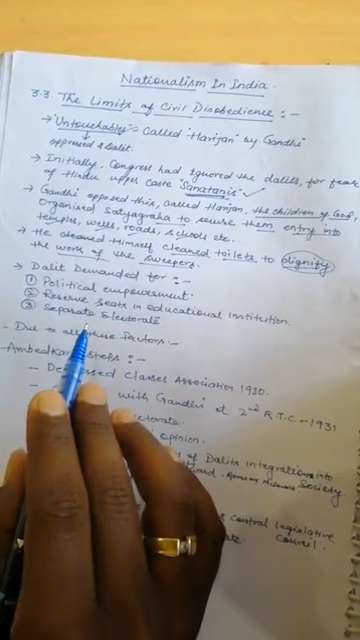 Nationalism In India.
3.3. The Limits of Civil Disobedience :-
→ 'Untouchables' - Called "Harijan" by Gandhi
oppressed & Dalit.
→ Initially, Congress had ignored the dalits, for fear
of Hindu upper caste Sanatanis
→ Gandhi opposed this, called Harijan, the children of God,
Organised Satyagraha to secure them entry into
temples, wells, roads, schools etc.
→ He cleaned Himself cleaned toilets to dignify
the work of the sweepers.
→ Dalit Demanded for :-
① Political empowerment.
② Reserve seats in educational institution.
③ Separate Electorate
- Due to all factors :-
- Ambedkar steps :-
- Classes Association 1930.
- with Gandhi at 2nd R.T.C. - 1931
opinion.
of Dalits integration into
Society
central legislative
Council.